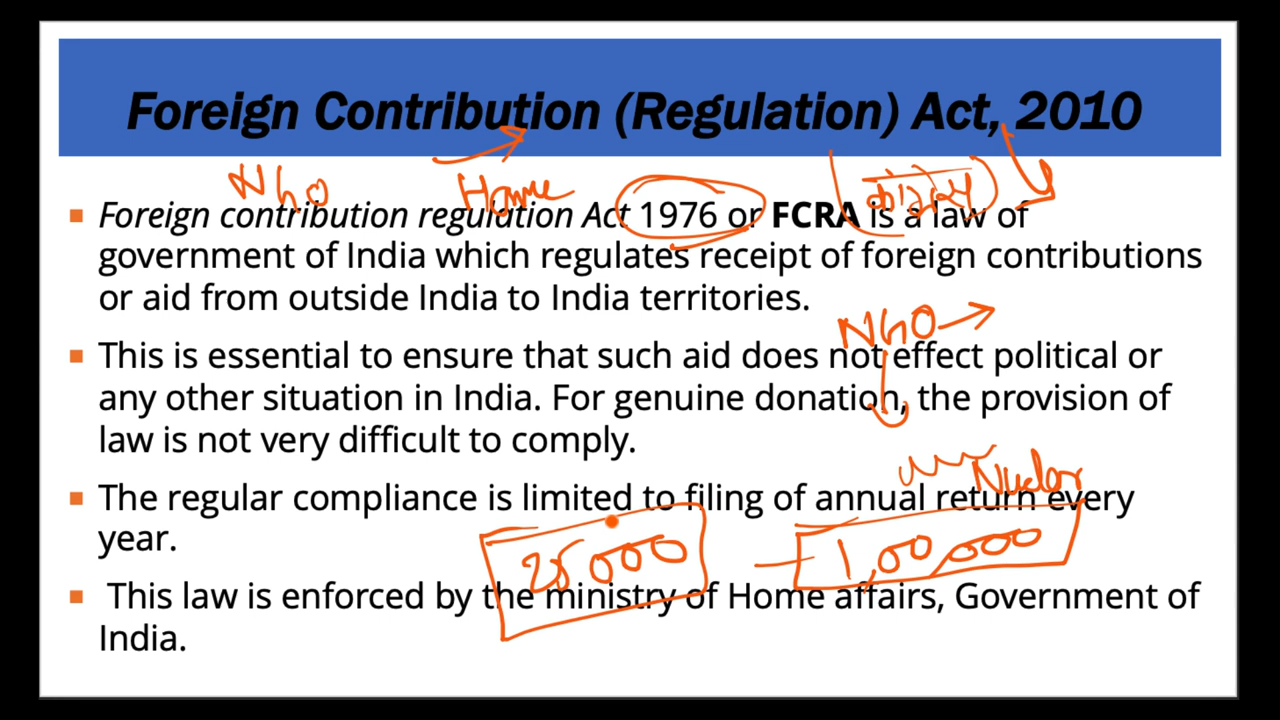 Foreign Contribution (Regulation) Act, 2010
NGO
Home
Foreign contribution regulation Act 1976 or FCRA is a law of
government of India which regulates receipt of foreign contributions
or aid from outside India to India territories.
NGO
This is essential to ensure that such aid does not effect political or
any other situation in India. For genuine donation, the provision of
law is not very difficult to comply.
The regular compliance is limited to filing of annual return every
year.
25000
1,00,000
This law is enforced by the ministry of Home affairs, Government of
India.